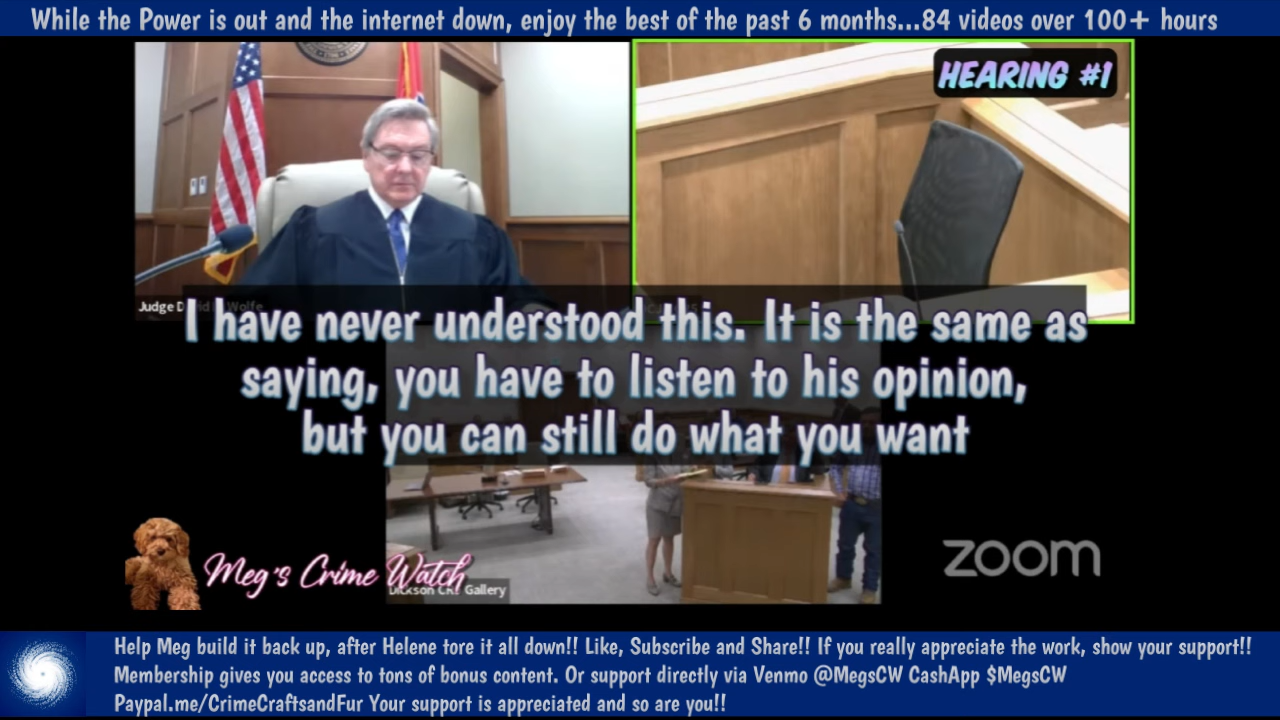 While the Power is out and the internet down, enjoy the best of the past 6 months...84 videos over 100+ hours
HEARING #1
Judge D Wolfe
I have never understood this. It is the same as
saying, you have to listen to his opinion,
but you can still do what you want
Meg's Crime Watch
Dickson Gallery
zoom
Help Meg build it back up, after Helene tore it all down!! Like, Subscribe and Share!! If you really appreciate the work, show your support!!
Membership gives you access to tons of bonus content. Or support directly via Venmo @MegsCW CashApp $MegsCW
Paypal.me/CrimeCraftsandFur Your support is appreciated and so are you!!